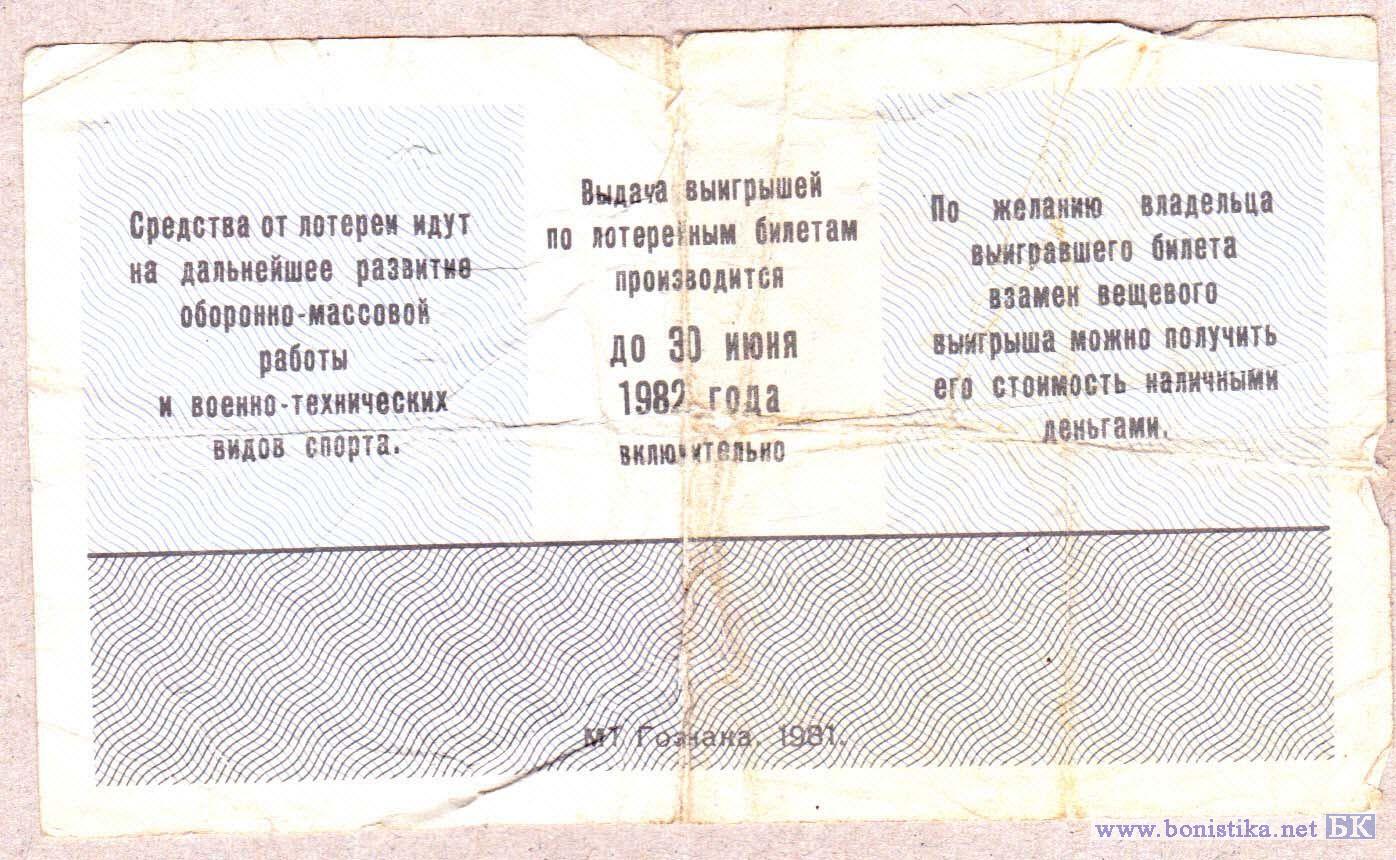 Средства от лотереи идут
на дальнейшее развитие
оборонно-массовой
работы
и военно-технических
видов спорта.
Выдача выигрышей
по лотерейным билетам
производится
до 30 июня
1982 года
включительно
По желанию владельца
выигравшего билета
взамен вещевого
выигрыша можно получить
его стоимость наличными
деньгами.
МТ Гознака. 1981.
www.bonistika.net БК